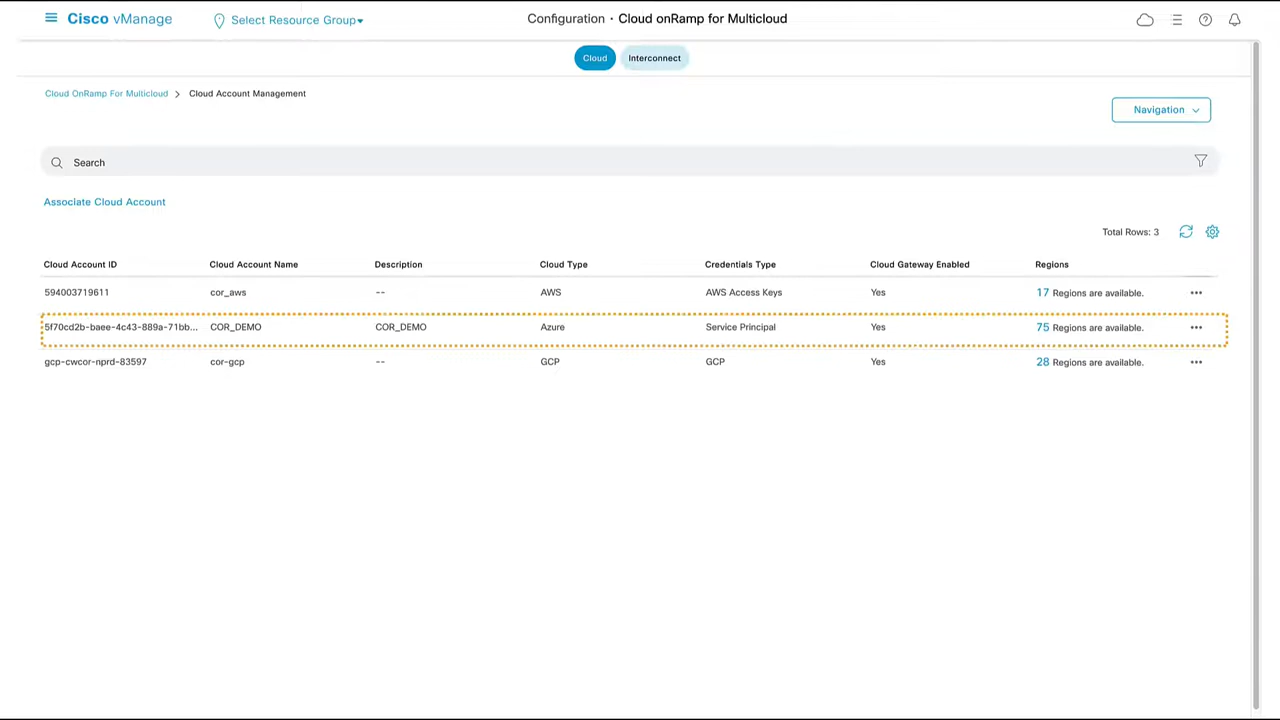 Cisco vManage Select Resource Group Configuration · Cloud onRamp for Multicloud
Cloud Interconnect
Cloud OnRamp For Multicloud > Cloud Account Management
Navigation
Search
Associate Cloud Account
Total Rows: 3
Cloud Account ID Cloud Account Name Description Cloud Type Credentials Type Cloud Gateway Enabled Regions
594003719611 cor_aws -- AWS AWS Access Keys Yes 17 Regions are available. •••
5f70cd2b-baee-4c43-889a-71bb... COR_DEMO COR_DEMO Azure Service Principal Yes 75 Regions are available. •••
gcp-cwcor-nprd-83597 cor-gcp -- GCP GCP Yes 28 Regions are available. •••